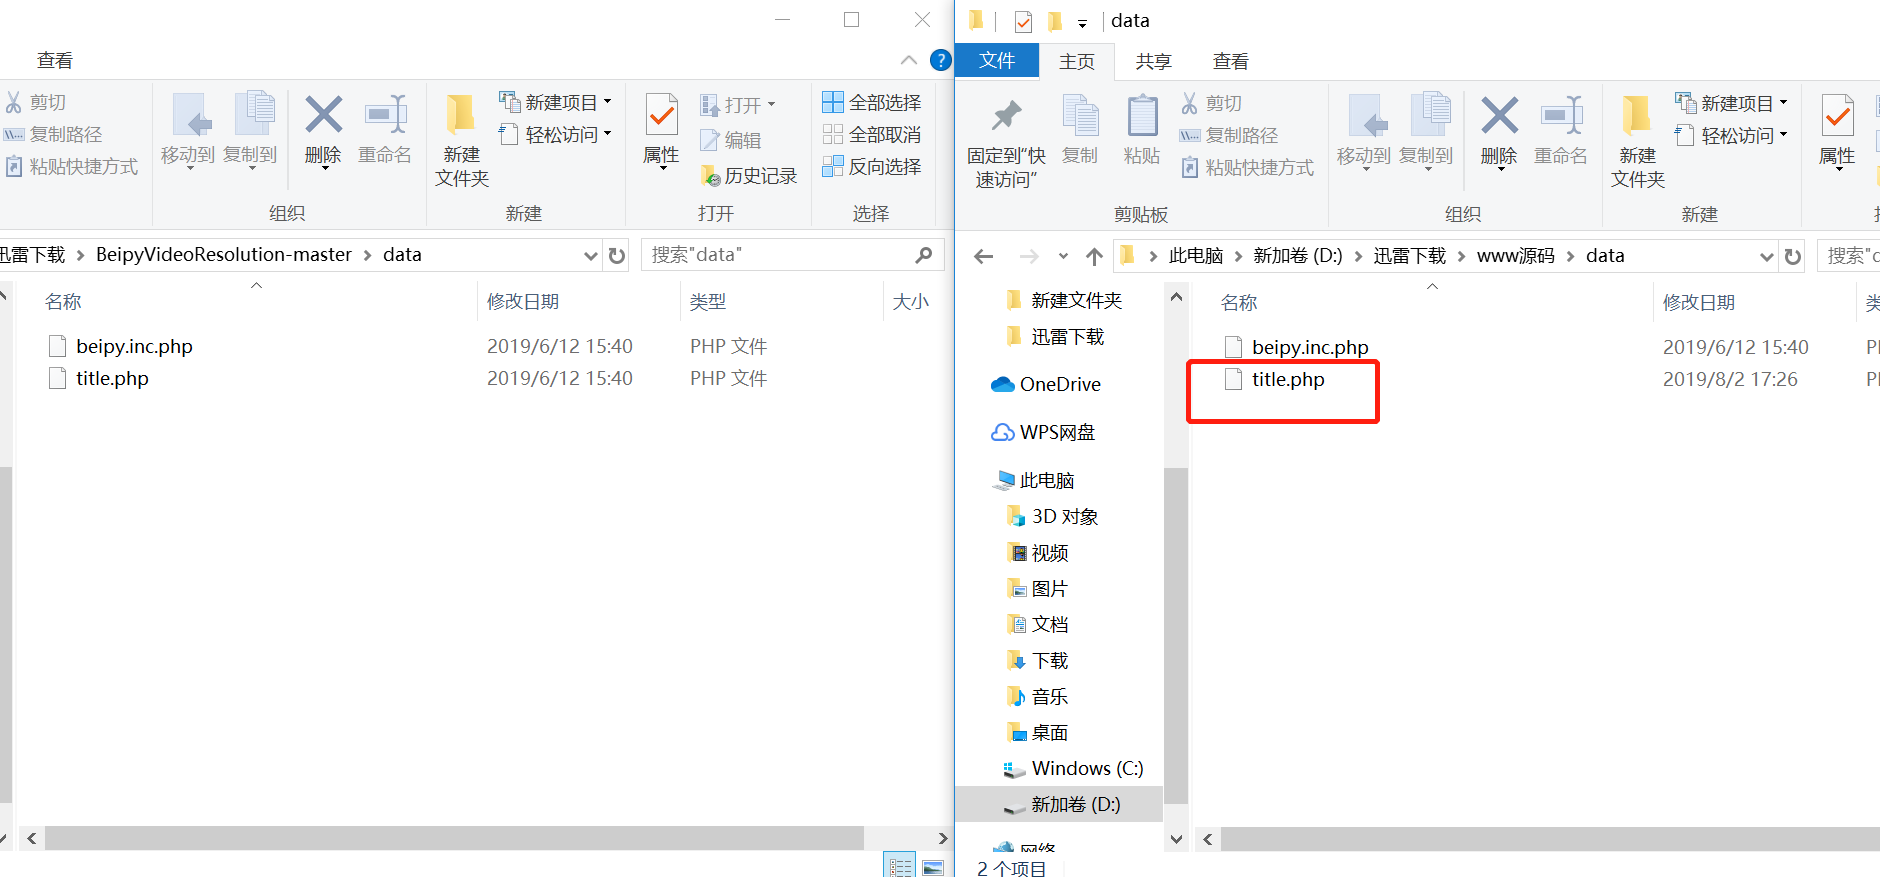 查看
剪切
复制路径
粘贴快捷方式
移动到
复制到
删除
重命名
新建
文件夹
新建项目
轻松访问
属性
打开
编辑
历史记录
全部选择
全部取消
反向选择
组织
新建
打开
选择
迅雷下载 BeipyVideoResolution-master data
搜索"data"
名称 修改日期 类型 大小
beipy.inc.php 2019/6/12 15:40 PHP 文件
title.php 2019/6/12 15:40 PHP 文件
data
文件 主页 共享 查看
固定到"快
速访问"
复制
粘贴
剪切
复制路径
粘贴快捷方式
移动到
复制到
删除
重命名
新建
文件夹
新建项目
轻松访问
属性
剪贴板
组织
新建
此电脑 新加卷 (D:) 迅雷下载 www源码 data
搜索"d
新建文件夹
迅雷下载
OneDrive
WPS网盘
此电脑
3D 对象
视频
图片
文档
下载
音乐
桌面
Windows (C:)
新加卷 (D:)
网络
名称 修改日期
beipy.inc.php 2019/6/12 15:40
title.php 2019/8/2 17:26
2 个项目